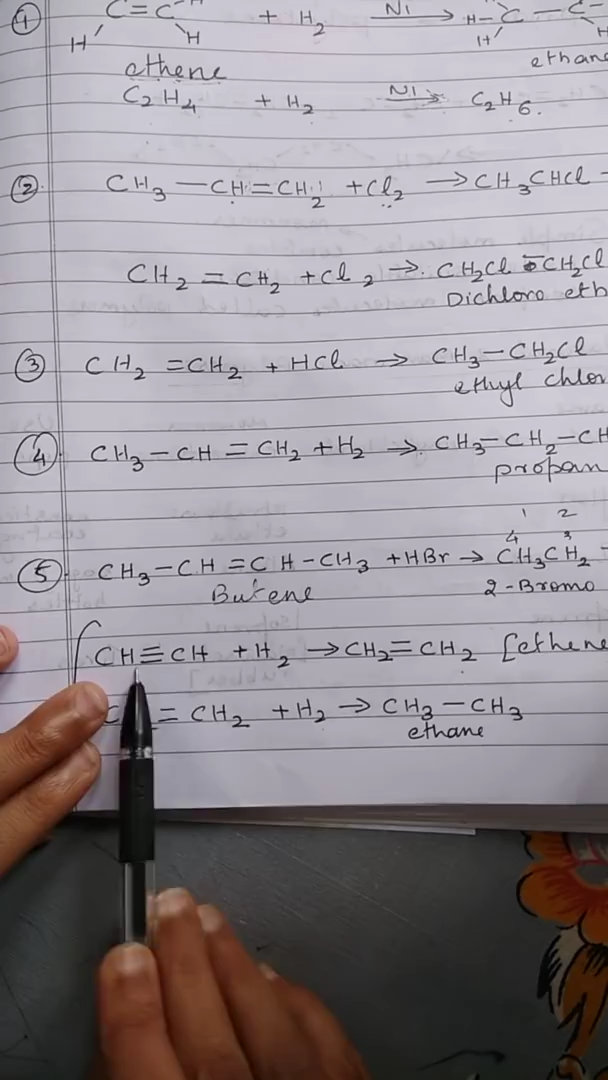 ① C=C-H + H₂ Ni→ H-C-C-
H H H H
ethene ethane
C₂H₄ + H₂ Ni→ C₂H₆.
② CH₃-CH=CH₂ + Cl₂ → CH₃CHCl-
CH₂=CH₂ + Cl₂ → CH₂Cl-CH₂Cl
Dichloro eth
③ CH₂=CH₂ + HCl → CH₃-CH₂Cl
ethyl chlor
④ CH₃-CH=CH₂ + H₂ → CH₃-CH₂-CH
propan
1 2
4 3
⑤ CH₃-CH=CH-CH₃ + HBr → CH₃CH₂-
Butene 2-Bromo
CH≡CH + H₂ → CH₂=CH₂ [ethene
= CH₂ + H₂ → CH₃-CH₃
ethane